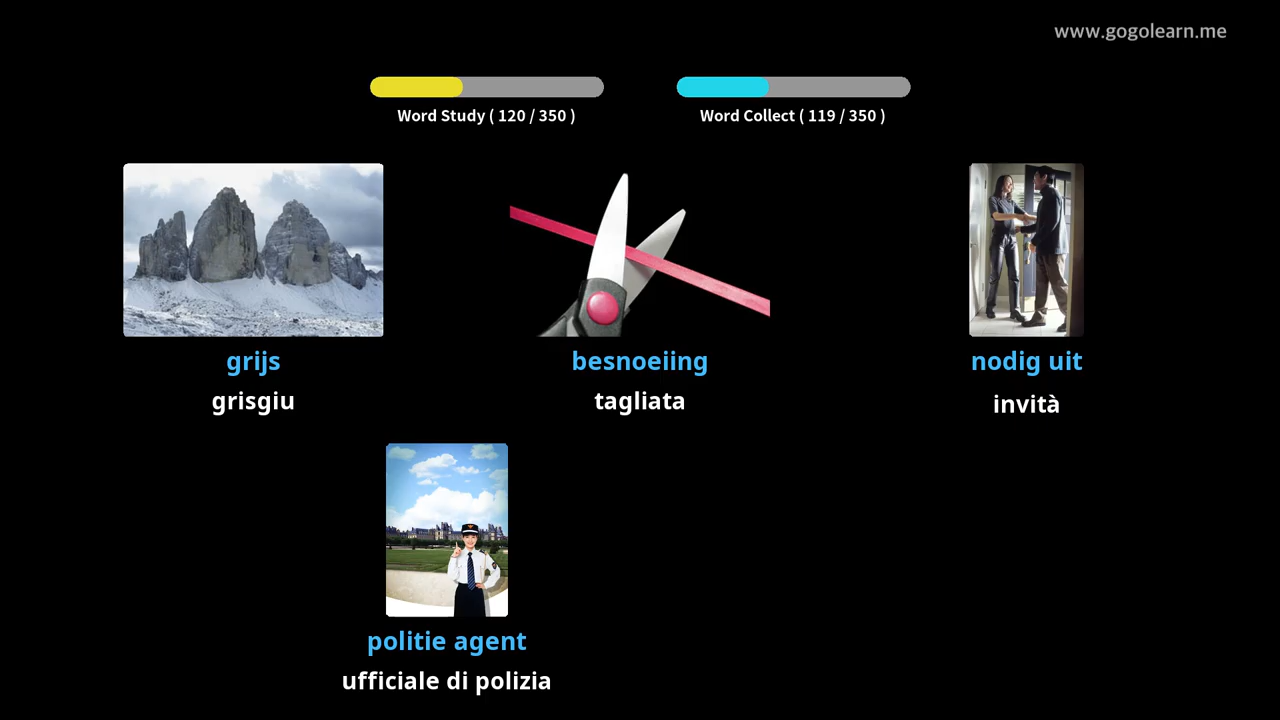 www.gogolearn.me
Word Study ( 120 / 350 )
Word Collect ( 119 / 350 )
grijs
grisgiu
besnoeiing
tagliata
nodig uit
invità
politie agent
ufficiale di polizia